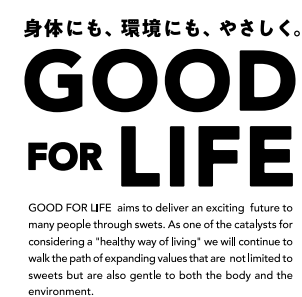 身体にも、環境にも、やさしく。
GOOD
FOR LIFE
GOOD FOR LIFE aims to deliver an exciting future to
many people through swets. As one of the catalysts for
considering a "healthy way of living" we will continue to
walk the path of expanding values that are not limited to
sweets but are also gentle to both the body and the
environment.